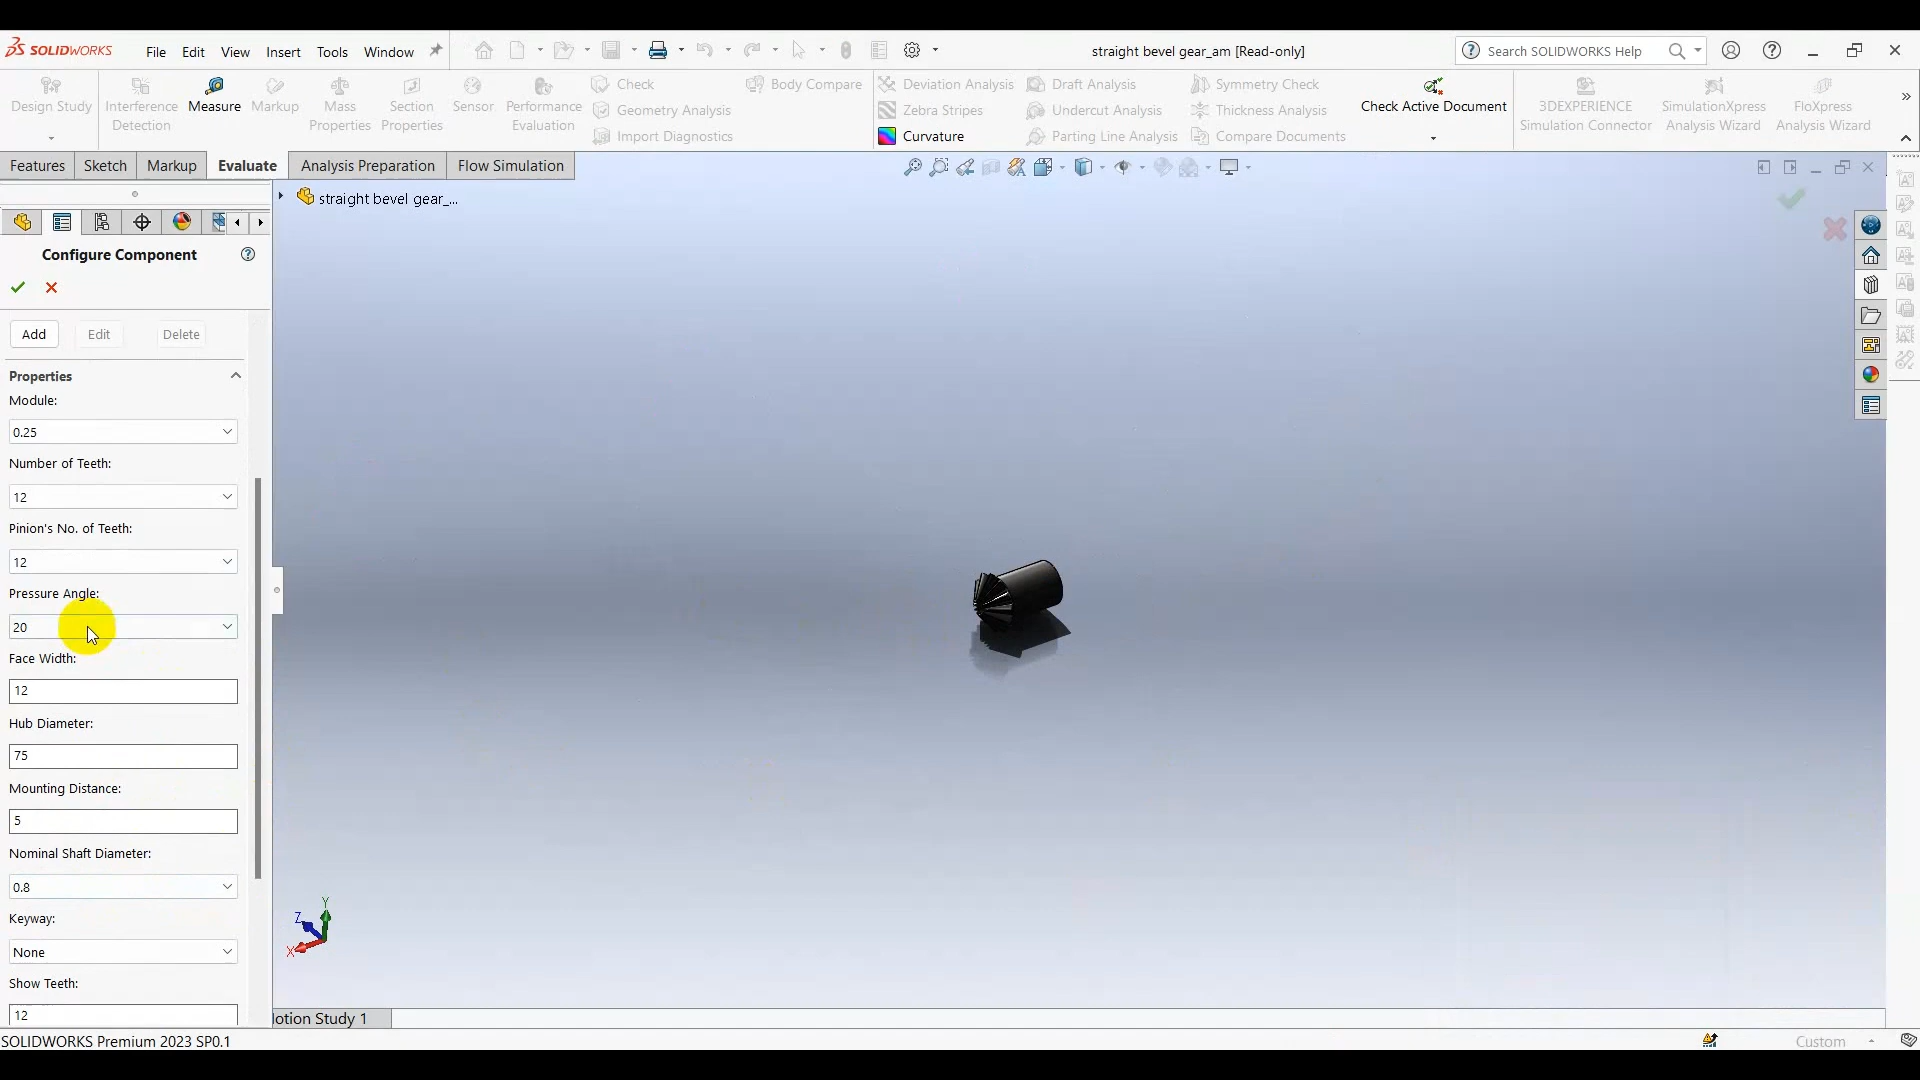 SOLIDWORKS
File Edit View Insert Tools Window
straight bevel gear_am [Read-only]
Search SOLIDWORKS Help
Design Study
Interference Detection
Measure
Markup
Mass Properties
Section Properties
Sensor
Performance Evaluation
Check
Geometry Analysis
Import Diagnostics
Body Compare
Deviation Analysis
Zebra Stripes
Curvature
Draft Analysis
Undercut Analysis
Parting Line Analysis
Symmetry Check
Thickness Analysis
Compare Documents
Check Active Document
3DEXPERIENCE Simulation Connector
SimulationXpress Analysis Wizard
FloXpress Analysis Wizard
Features Sketch Markup Evaluate Analysis Preparation Flow Simulation
straight bevel gear_...
Configure Component
Add Edit Delete
Properties
Module:
0.25
Number of Teeth:
12
Pinion's No. of Teeth:
12
Pressure Angle:
20
Face Width:
12
Hub Diameter:
75
Mounting Distance:
5
Nominal Shaft Diameter:
0.8
Keyway:
None
Show Teeth:
12
Y
Z
X
otion Study 1
SOLIDWORKS Premium 2023 SP0.1
Custom